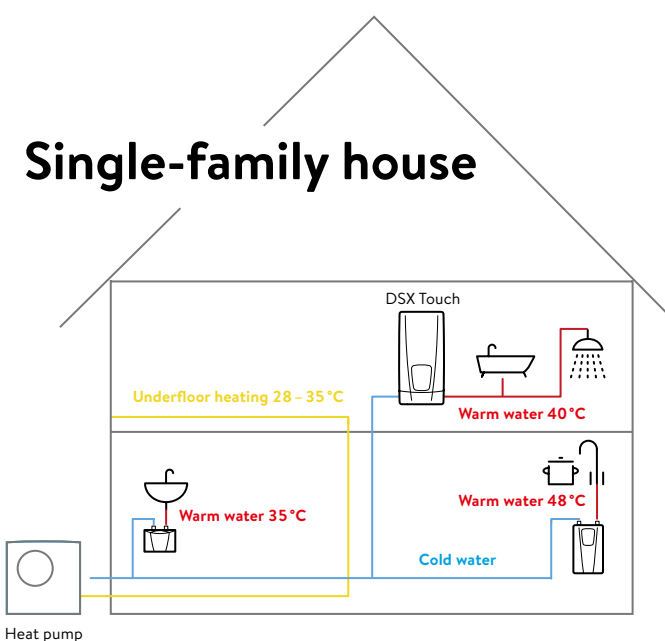 Single-family house
DSX Touch
Underfloor heating 28 – 35 °C
Warm water 40 °C
Warm water 48 °C
Warm water 35 °C
Cold water
Heat pump